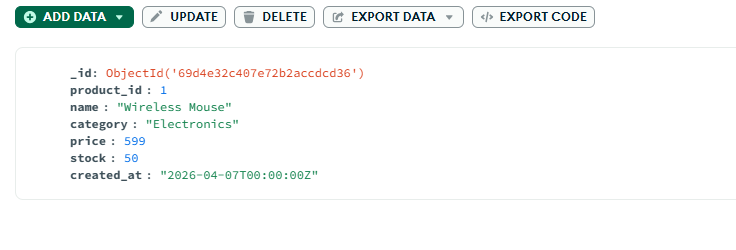 ADD DATA UPDATE DELETE EXPORT DATA EXPORT CODE
_id: ObjectId('69d4e32c407e72b2accdcd36')
product_id : 1
name : "Wireless Mouse"
category : "Electronics"
price : 599
stock : 50
created_at : "2026-04-07T00:00:00Z"